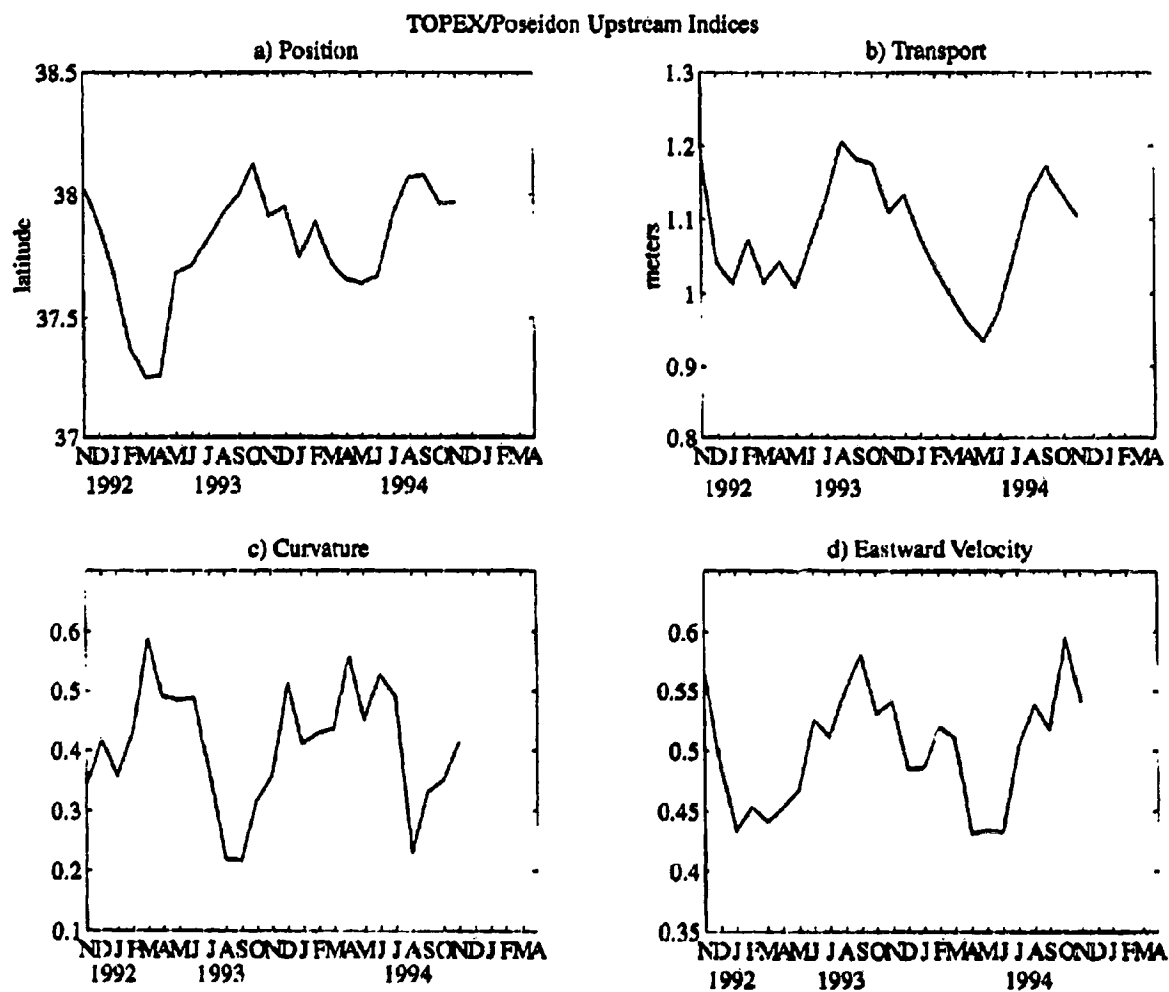 TOPEX/Poseidon Upstream Indices
a) Position
38.5
38
37.5
37
latitude
NDJFMAMJJASONDJFMAMJJASONDJFMA
1992 1993 1994
b) Transport
1.3
1.2
1.1
1
0.9
0.8
meters
NDJFMAMJJASONDJFMAMJJASONDJFMA
1992 1993 1994
c) Curvature
0.6
0.5
0.4
0.3
0.2
0.1
NDJFMAMJJASONDJFMAMJJASONDJFMA
1992 1993 1994
d) Eastward Velocity
0.6
0.55
0.5
0.45
0.4
0.35
NDJFMAMJJASONDJFMAMJJASONDJFMA
1992 1993 1994